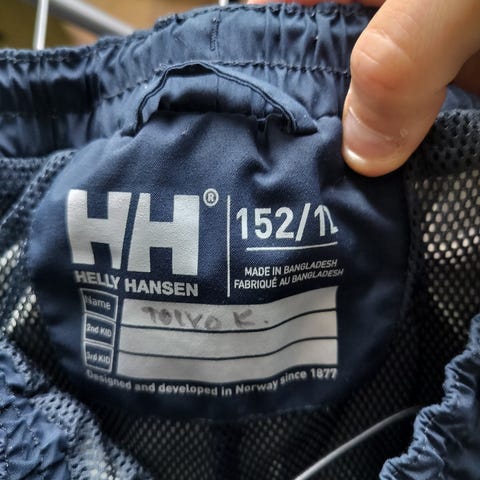 HH®
152/12
HELLY HANSEN
MADE IN BANGLADESH
FABRIQUÉ AU BANGLADESH
Name TOIVO K.
2nd KID
3rd KID
Designed and developed in Norway since 1877